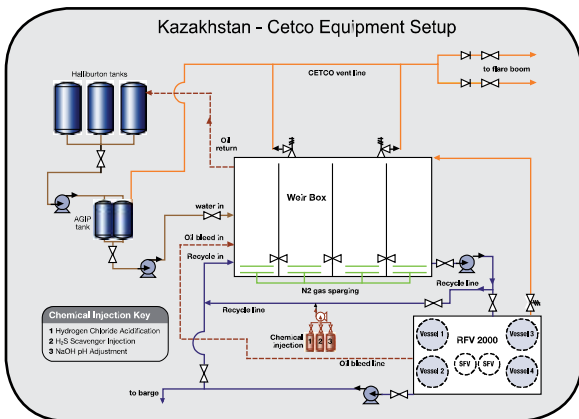 Kazakhstan - Cetco Equipment Setup
Halliburton tanks
CETCO vent line
to flare boom
Oil
return
Weir Box
AGIP
tank
water in
Oil bleed in
Recycle in
N2 gas sparging
Recycle line
Recycle line
Chemical Injection Key
1 Hydrogen Chloride Acidification
2 H₂S Scavenger Injection
3 NaOH pH Adjustment
Chemical
injection
1 2 3
Vessel 1
RFV 2000
Vessel 3
Vessel 2
SFV
SFV
Vessel 4
Oil bleed line
to barge